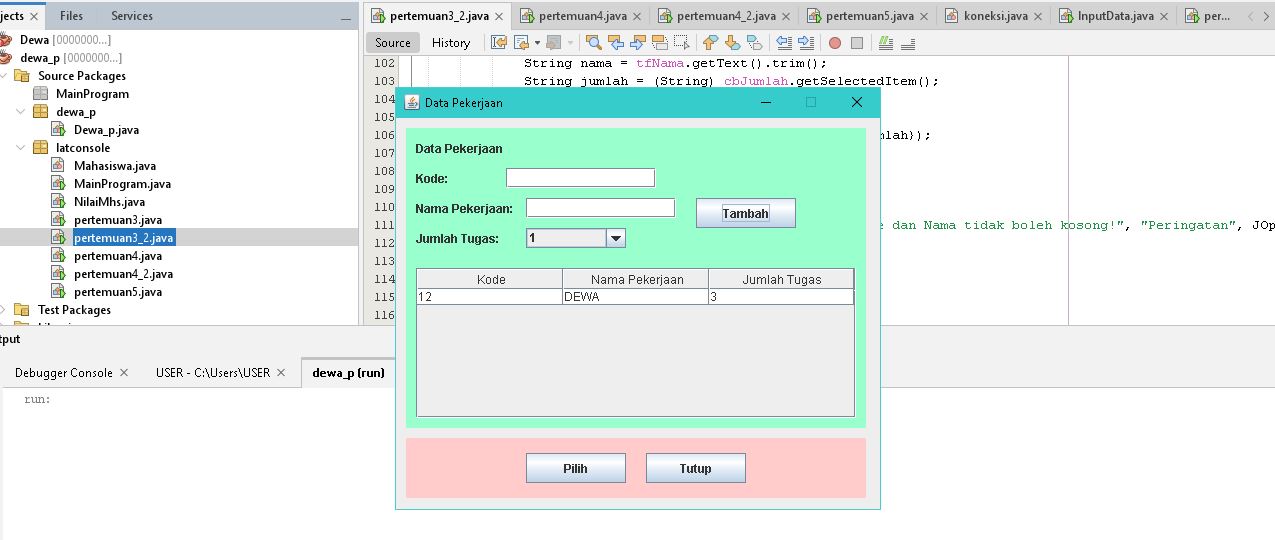 jects
Files
Services
Dewa [0000000...]
dewa_p [0000000...]
Source Packages
MainProgram
dewa_p
Dewa_p.java
latconsole
Mahasiswa.java
MainProgram.java
NilaiMhs.java
pertemuan3.java
pertemuan3_2.java
pertemuan4.java
pertemuan4_2.java
pertemuan5.java
Test Packages
pertemuan3_2.java
pertemuan4.java
pertemuan4_2.java
pertemuan5.java
koneksi.java
InputData.java
per...
Source
History
102 String nama = tfNama.getText().trim();
103 String jumlah = (String) cbJumlah.getSelectedItem();
104
105
106 lah});
107
108
109
110
111 e dan Nama tidak boleh kosong!", "Peringatan", JOp
112
113
114
115
116
Data Pekerjaan
Data Pekerjaan
Kode:
Nama Pekerjaan:
Tambah
Jumlah Tugas:
1
Kode Nama Pekerjaan Jumlah Tugas
12 DEWA 3
Pilih
Tutup
tput
Debugger Console
USER - C:\Users\USER
dewa_p (run)
run: